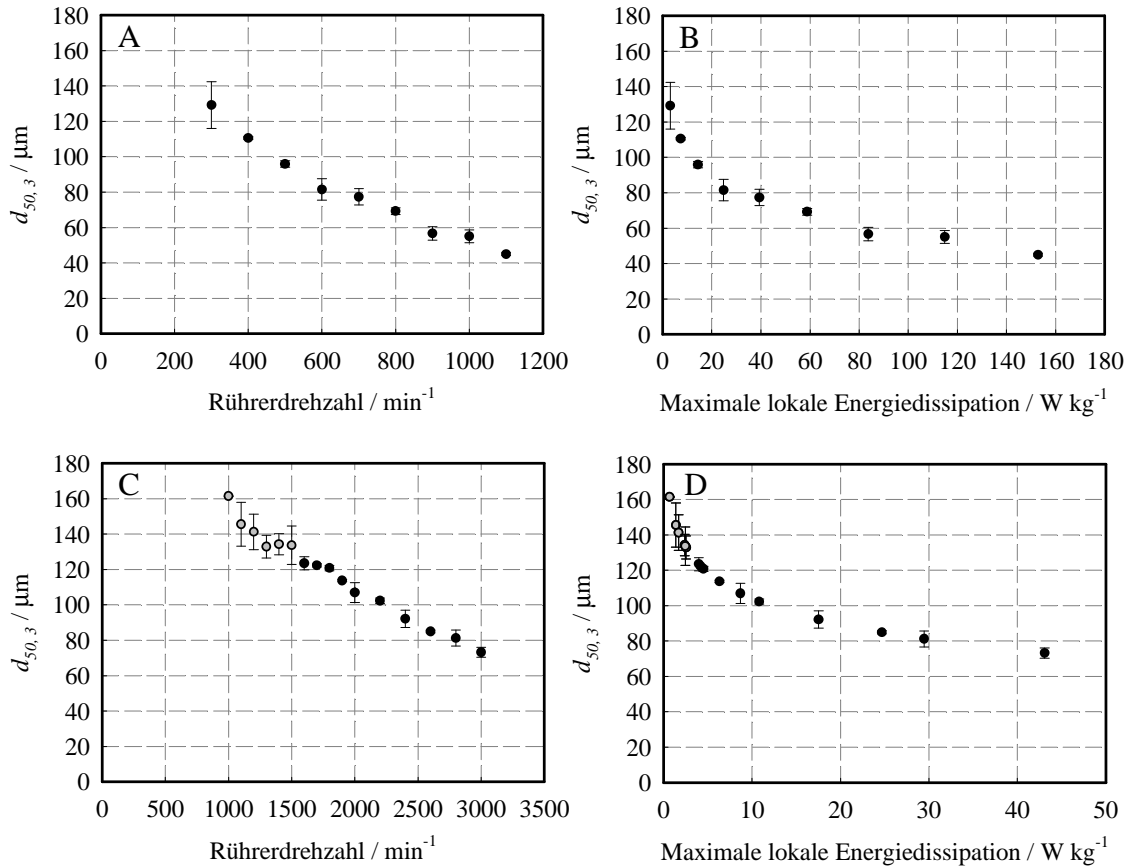 A
180
160
140
120
100
80
60
40
20
0
d50, 3 / μm
0 200 400 600 800 1000 1200
Rührerdrehzahl / min-1
B
180
160
140
120
100
80
60
40
20
0
d50, 3 / μm
0 20 40 60 80 100 120 140 160 180
Maximale lokale Energiedissipation / W kg-1
C
180
160
140
120
100
80
60
40
20
0
d50, 3 / μm
0 500 1000 1500 2000 2500 3000 3500
Rührerdrehzahl / min-1
D
180
160
140
120
100
80
60
40
20
0
d50, 3 / μm
0 10 20 30 40 50
Maximale lokale Energiedissipation / W kg-1